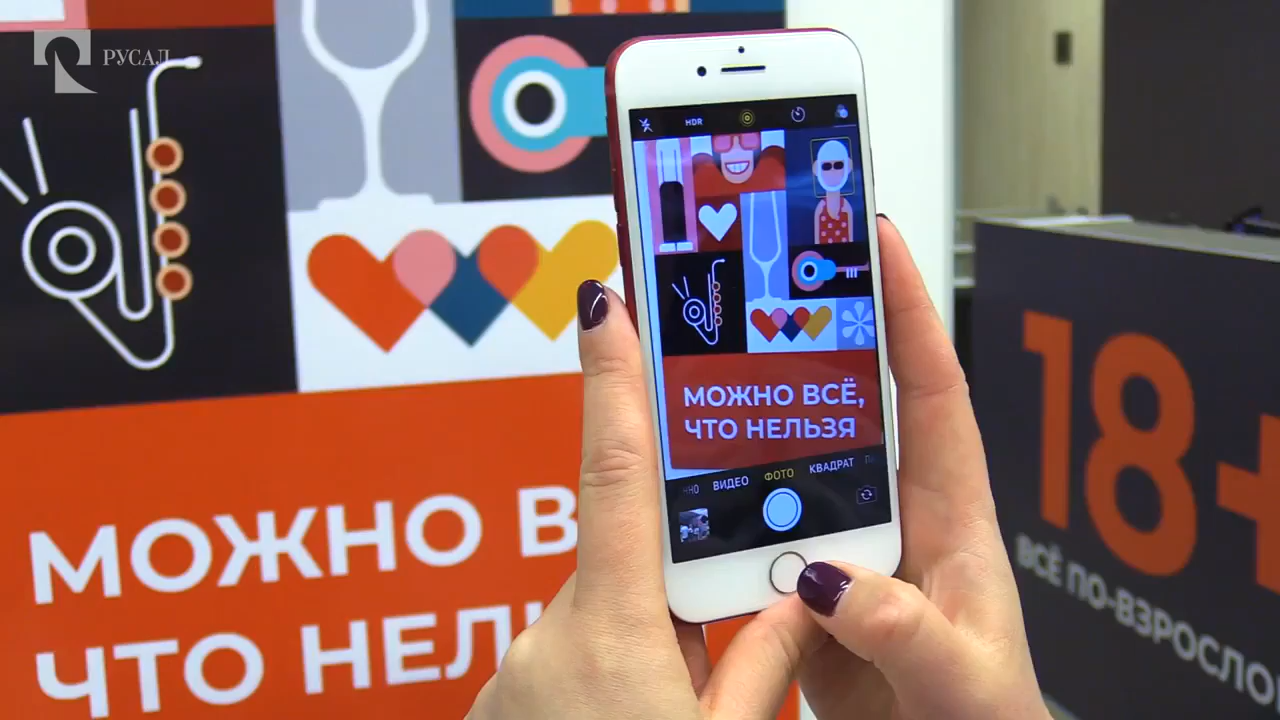 РУСАЛ
HDR
МОЖНО ВСЁ,
ЧТО НЕЛЬЗЯ
ВИДЕО ФОТО КВАДРАТ
МОЖНО В
ЧТО НЕЛ
18+
ВСЁ ПО-ВЗРОСЛО